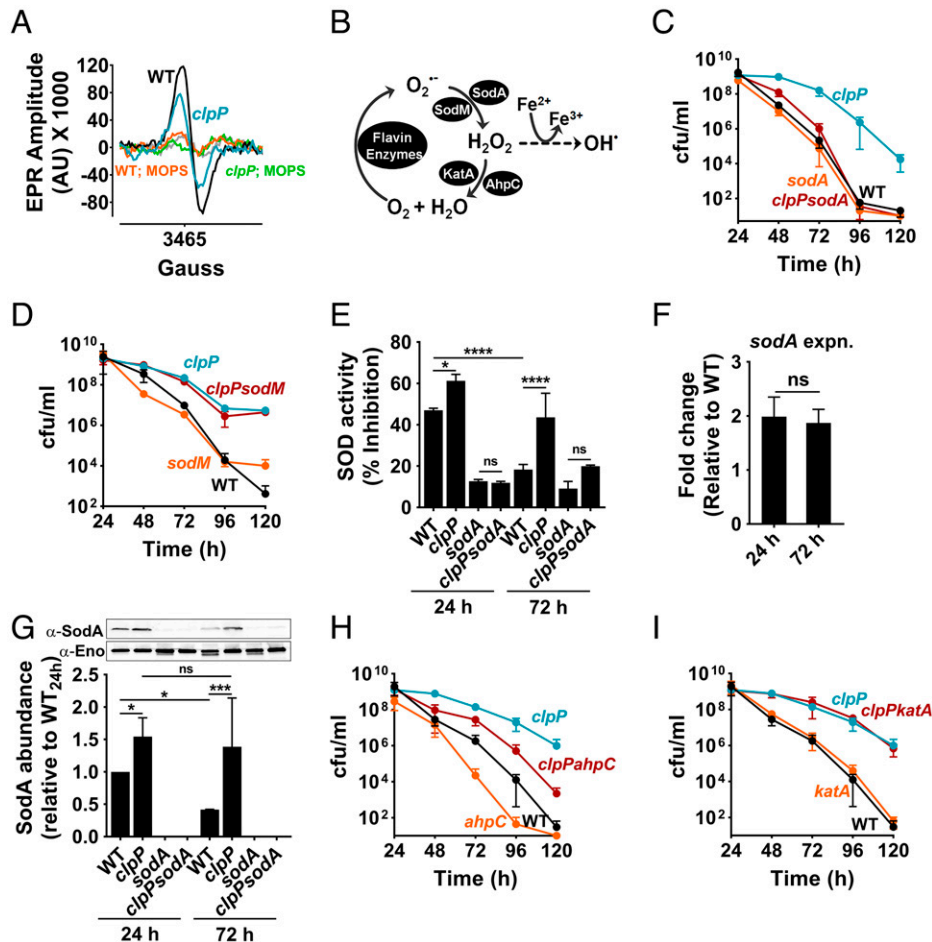 A
EPR Amplitude
(AU) X 1000
120
80
40
0
-40
-80
WT
clpP
WT; MOPS
clpP; MOPS
3465
Gauss
B
O2•-
SodA
SodM
Fe2+
Fe3+
Flavin
Enzymes
H2O2
OH•
KatA
AhpC
O2 + H2O
C
cfu/ml
10^10
10^8
10^6
10^4
10^2
clpP
sodA
clpPsodA
WT
24 48 72 96 120
Time (h)
D
cfu/ml
10^10
10^8
10^6
10^4
10^2
clpP
clpPsodM
sodM
WT
24 48 72 96 120
Time (h)
E
SOD activity
(% Inhibition)
80
60
40
20
0
****
*
****
ns
ns
WT clpP sodA clpPsodA WT clpP sodA clpPsodA
24 h 72 h
F
sodA expn.
Fold change
(Relative to WT)
3
2
1
0
ns
24 h 72 h
G
α-SodA
α-Eno
SodA abundance
(relative to WT24h)
2.5
2.0
1.5
1.0
0.5
0.0
ns
*
*
***
WT clpP sodA clpPsodA WT clpP sodA clpPsodA
24 h 72 h
H
cfu/ml
10^10
10^8
10^6
10^4
10^2
clpP
clpPahpC
ahpC
WT
24 48 72 96 120
Time (h)
I
cfu/ml
10^10
10^8
10^6
10^4
10^2
clpP
clpPkatA
katA
WT
24 48 72 96 120
Time (h)